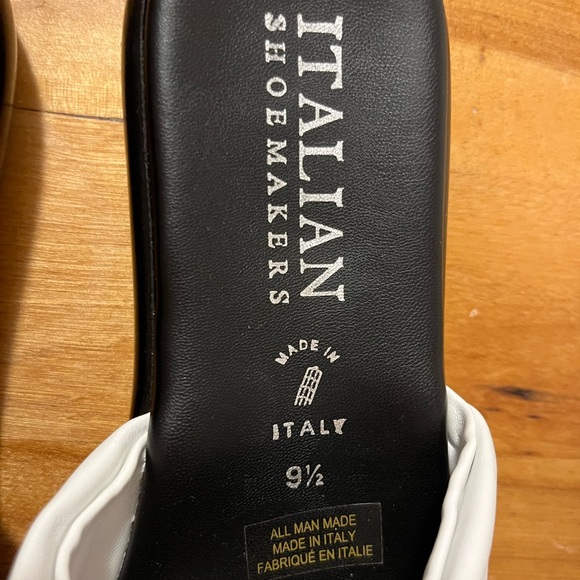 ITALIAN
SHOEMAKERS
MADE IN
ITALY
9½
ALL MAN MADE
MADE IN ITALY
FABRIQUÉ EN ITALIE